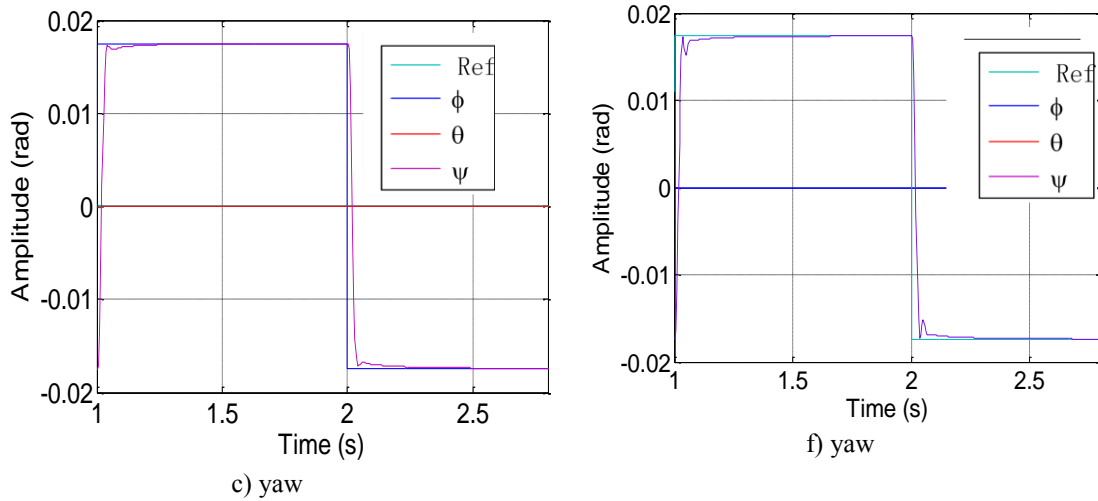 0.02
0.01
0
-0.01
-0.02
Amplitude (rad)
1
1.5
2
2.5
Time (s)
Ref
ϕ
θ
ψ
c) yaw
0.02
0.01
0
-0.01
-0.02
Amplitude (rad)
1
1.5
2
2.5
Time (s)
Ref
ϕ
θ
ψ
f) yaw